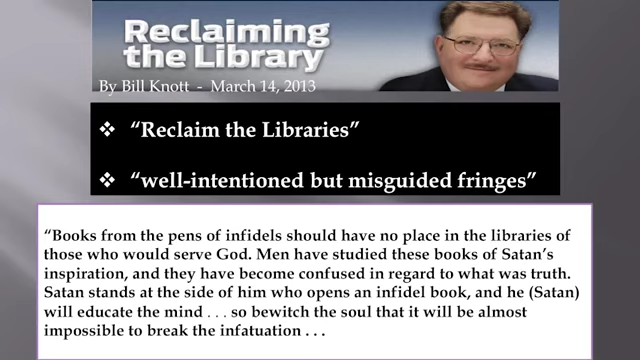 Reclaiming
the Library
By Bill Knott - March 14, 2013
❖ “Reclaim the Libraries”
❖ “well-intentioned but misguided fringes”
“Books from the pens of infidels should have no place in the libraries of
those who would serve God. Men have studied these books of Satan’s
inspiration, and they have become confused in regard to what was truth.
Satan stands at the side of him who opens an infidel book, and he (Satan)
will educate the mind . . . so bewitch the soul that it will be almost
impossible to break the infatuation . . .